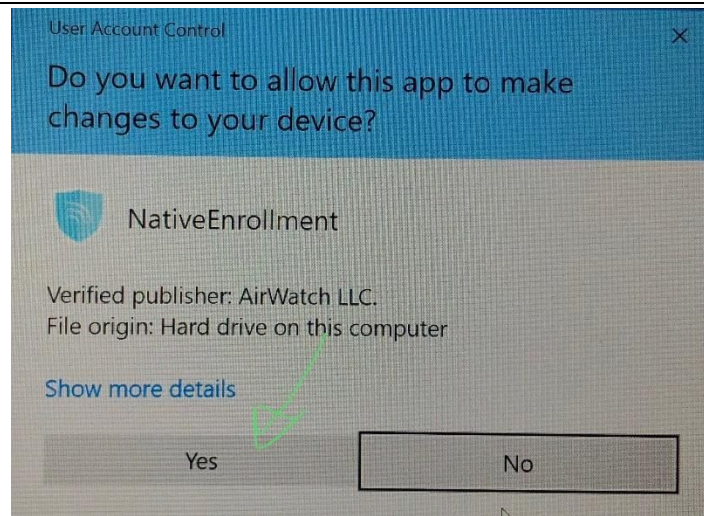 User Account Control
Do you want to allow this app to make
changes to your device?
NativeEnrollment
Verified publisher: AirWatch LLC.
File origin: Hard drive on this computer
Show more details
Yes
No